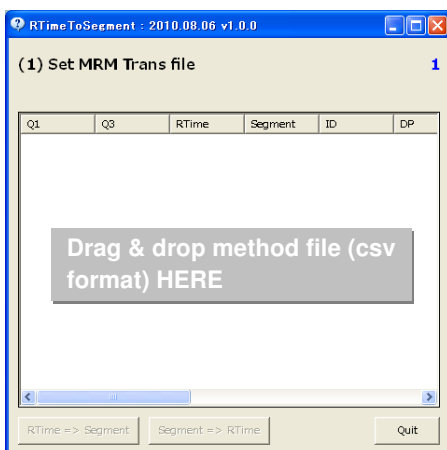 RTimeToSegment : 2010.08.06 v1.0.0
(1) Set MRM Trans file 1
Q1 Q3 RTime Segment ID DP
Drag & drop method file (csv
format) HERE
RTime => Segment Segment => RTime Quit